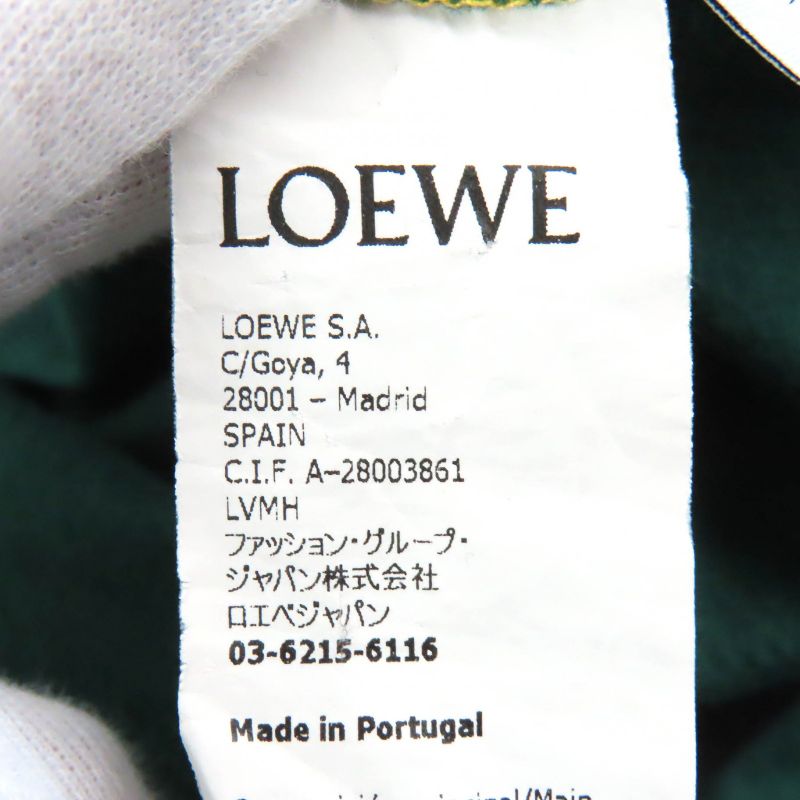 LOEWE
LOEWE S.A.
C/Goya, 4
28001 – Madrid
SPAIN
C.I.F. A–28003861
LVMH
ファッション・グループ・
ジャパン株式会社
ロエベジャパン
03-6215-6116
Made in Portugal